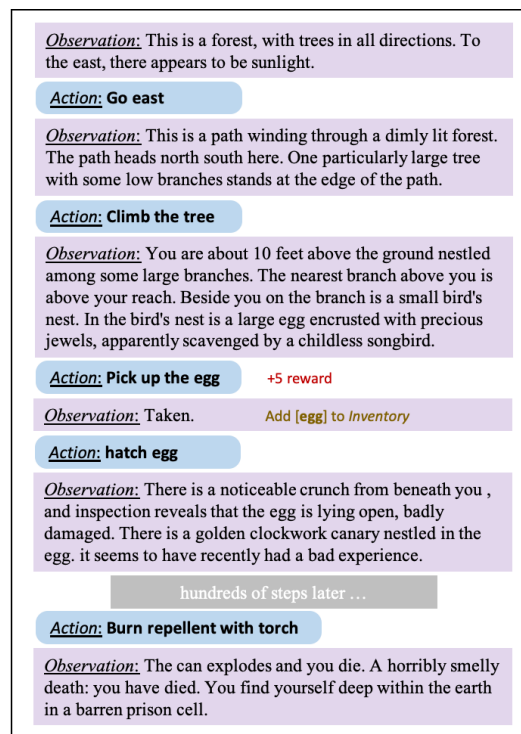 Observation: This is a forest, with trees in all directions. To
the east, there appears to be sunlight.
Action: Go east
Observation: This is a path winding through a dimly lit forest.
The path heads north south here. One particularly large tree
with some low branches stands at the edge of the path.
Action: Climb the tree
Observation: You are about 10 feet above the ground nestled
among some large branches. The nearest branch above you is
above your reach. Beside you on the branch is a small bird's
nest. In the bird's nest is a large egg encrusted with precious
jewels, apparently scavenged by a childless songbird.
Action: Pick up the egg +5 reward
Observation: Taken. Add [egg] to Inventory
Action: hatch egg
Observation: There is a noticeable crunch from beneath you ,
and inspection reveals that the egg is lying open, badly
damaged. There is a golden clockwork canary nestled in the
egg. it seems to have recently had a bad experience.
hundreds of steps later …
Action: Burn repellent with torch
Observation: The can explodes and you die. A horribly smelly
death: you have died. You find yourself deep within the earth
in a barren prison cell.